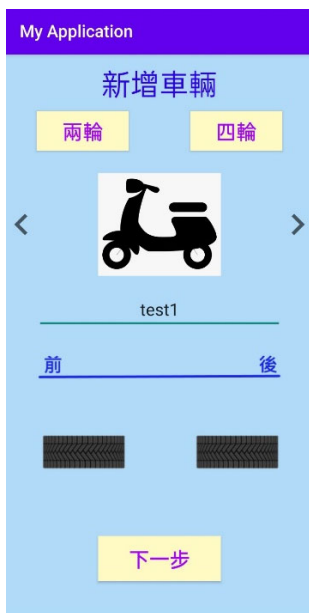 My Application
新增車輛
兩輪 四輪
test1
前 後
下一步